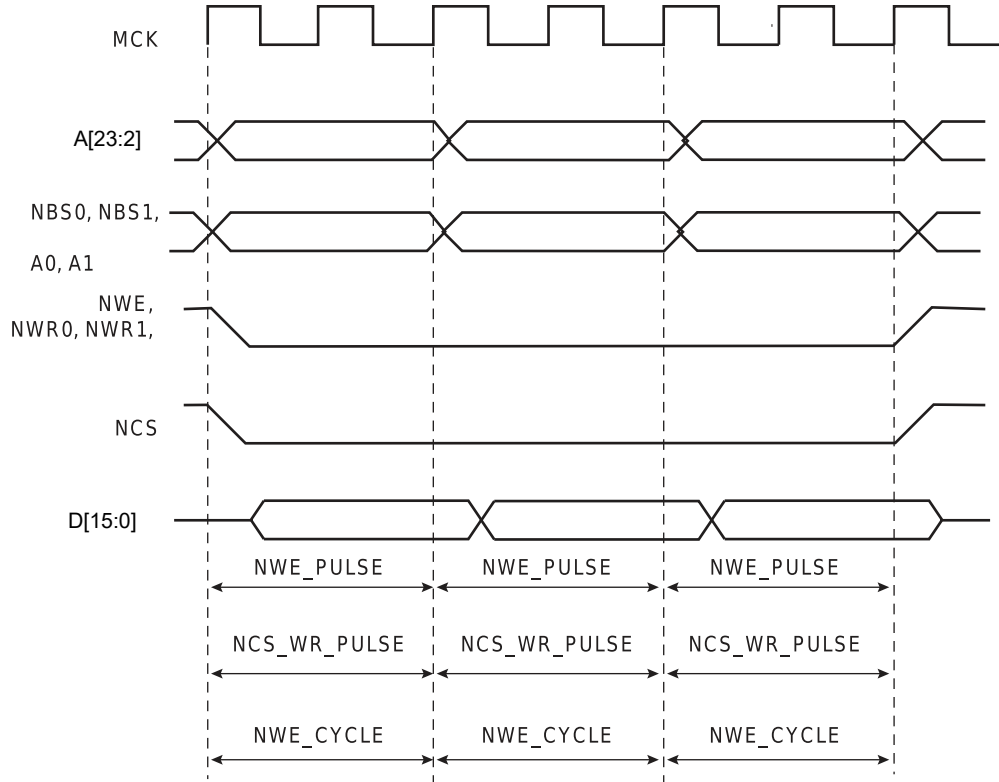 MCK
A[23:2]
NBS0, NBS1,
A0, A1
NWE,
NWR0, NWR1,
NCS
D[15:0]
NWE_PULSE NWE_PULSE NWE_PULSE
NCS_WR_PULSE NCS_WR_PULSE NCS_WR_PULSE
NWE_CYCLE NWE_CYCLE NWE_CYCLE